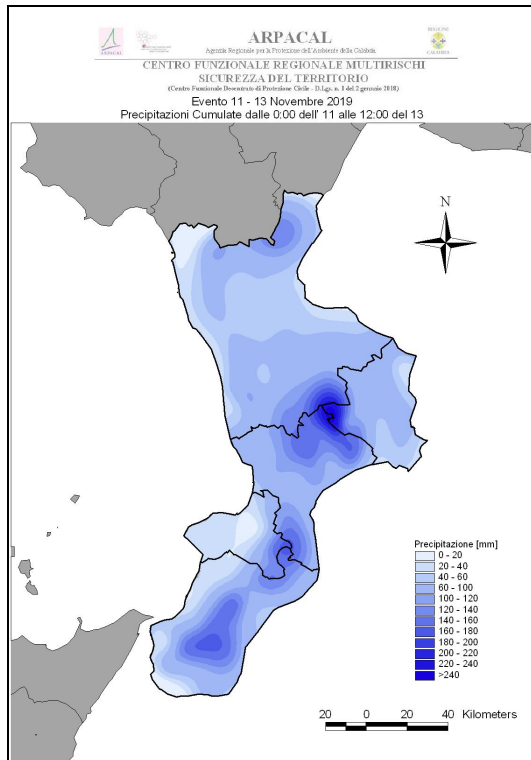 ARPACAL
Agenzia Regionale per la Protezione dell'Ambiente della Calabria
REGIONE
CALABRIA
CENTRO FUNZIONALE REGIONALE MULTIRISCHI
SICUREZZA DEL TERRITORIO
(Centro Funzionale Decentrato di Protezione Civile - D.Lgs. n. 1 del 2 gennaio 2018)
Evento 11 - 13 Novembre 2019
Precipitazioni Cumulate dalle 0:00 dell' 11 alle 12:00 del 13
N
Precipitazione [mm]
0 - 20
20 - 40
40 - 60
60 - 100
100 - 120
120 - 140
140 - 160
160 - 180
180 - 200
200 - 220
220 - 240
>240
20 0 20 40 Kilometers